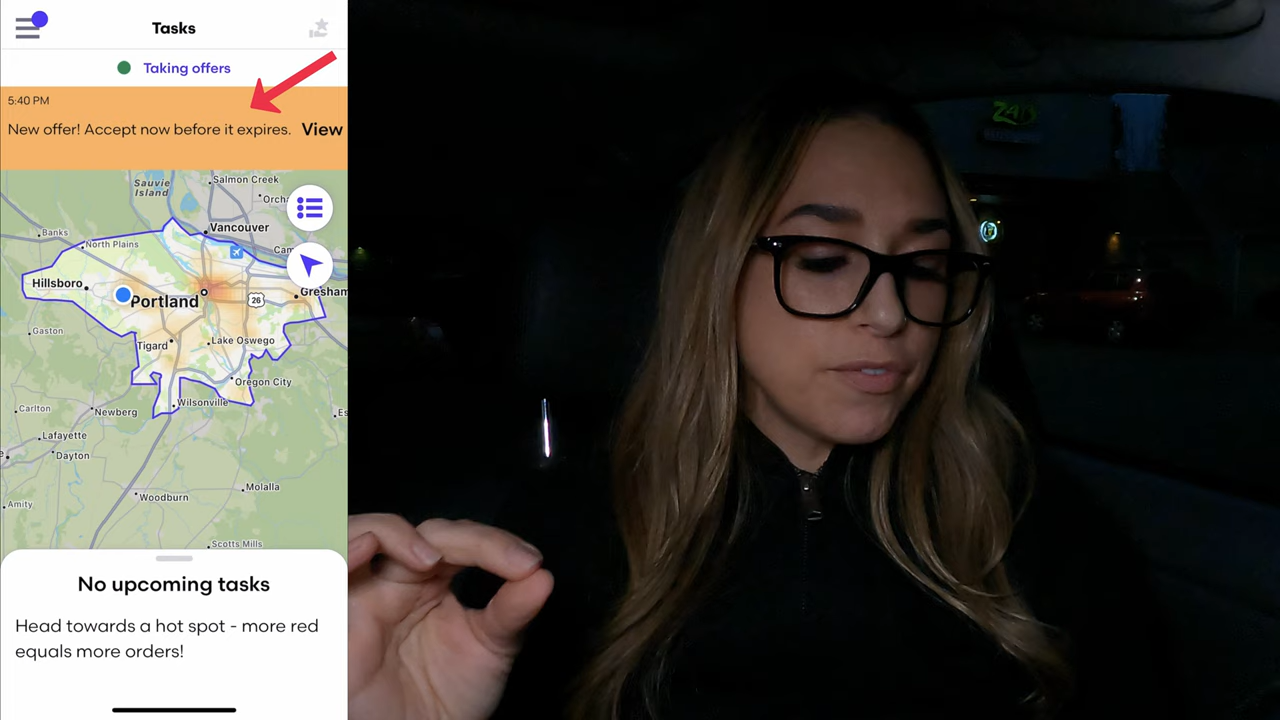 Tasks
Taking offers
5:40 PM
New offer! Accept now before it expires. View
Sauvie
Island
Salmon Creek
Orcha
Banks
Vancouver
North Plains
Cam
Hillsboro
Portland
26
Gresham
Gaston
Tigard
Lake Oswego
Oregon City
Carlton
Newberg
Wilsonville
Lafayette
Dayton
Woodburn
Molalla
Amity
Scotts Mills
No upcoming tasks
Head towards a hot spot - more red
equals more orders!